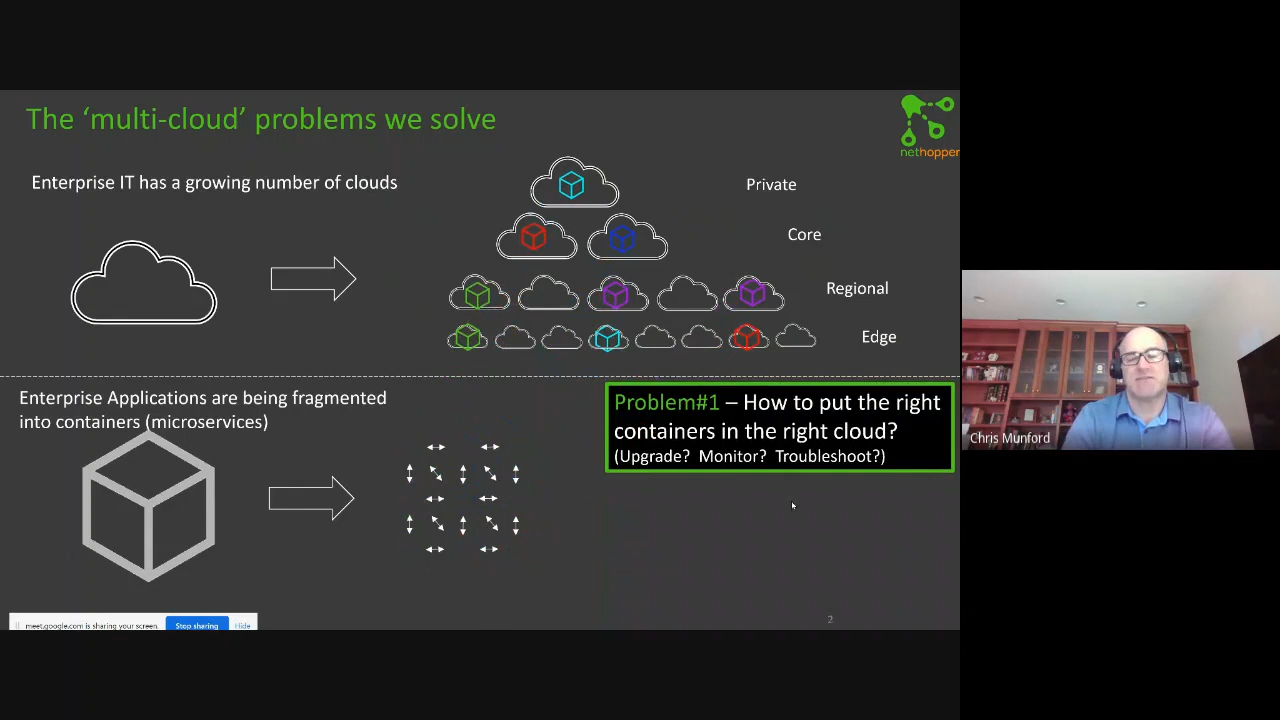 The ‘multi-cloud’ problems we solve
nethopper
Enterprise IT has a growing number of clouds
Private
Core
Regional
Edge
Enterprise Applications are being fragmented
into containers (microservices)
Problem#1 – How to put the right
containers in the right cloud?
(Upgrade? Monitor? Troubleshoot?)
Chris Munford
meet.google.com is sharing your screen.
Stop sharing
Hide
2